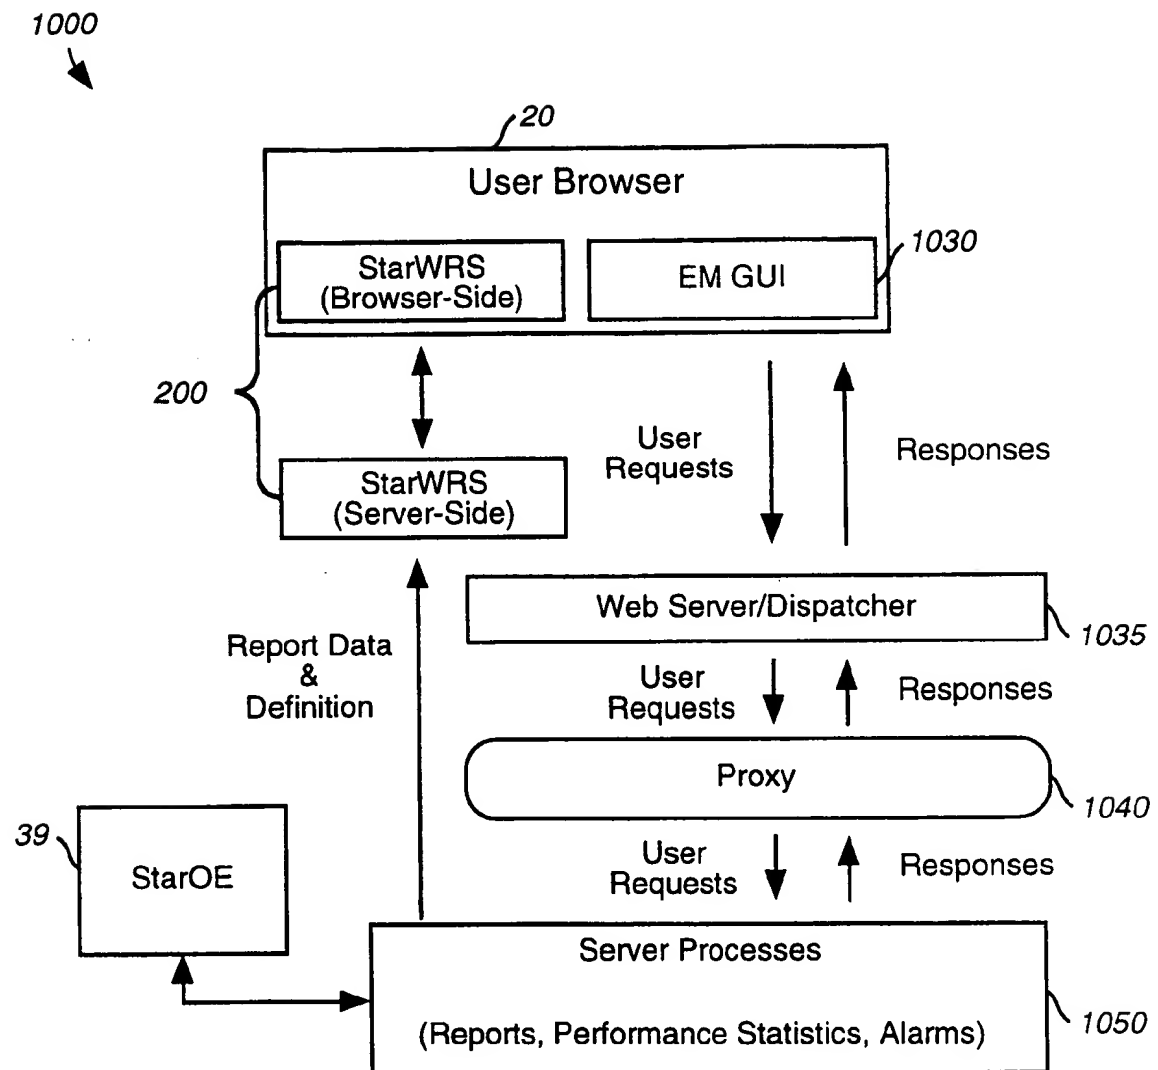 1000
20
User Browser
StarWRS
(Browser-Side)
EM GUI
1030
200
User
Requests
Responses
StarWRS
(Server-Side)
Web Server/Dispatcher
1035
Report Data
&
Definition
User
Requests
Responses
Proxy
1040
39
StarOE
User
Requests
Responses
Server Processes
(Reports, Performance Statistics, Alarms)
1050